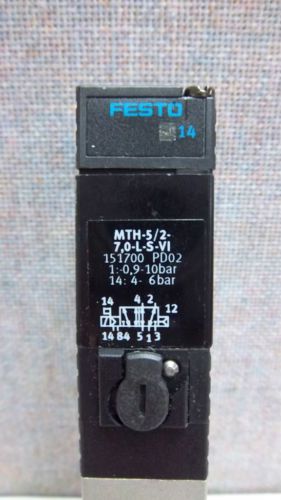 FESTO
14
MTH-5/2-
7,0-L-S-VI
151700 PD02
1:-0,9-10bar
14: 4- 6bar
14 4 2 12
14 84 5 1 3